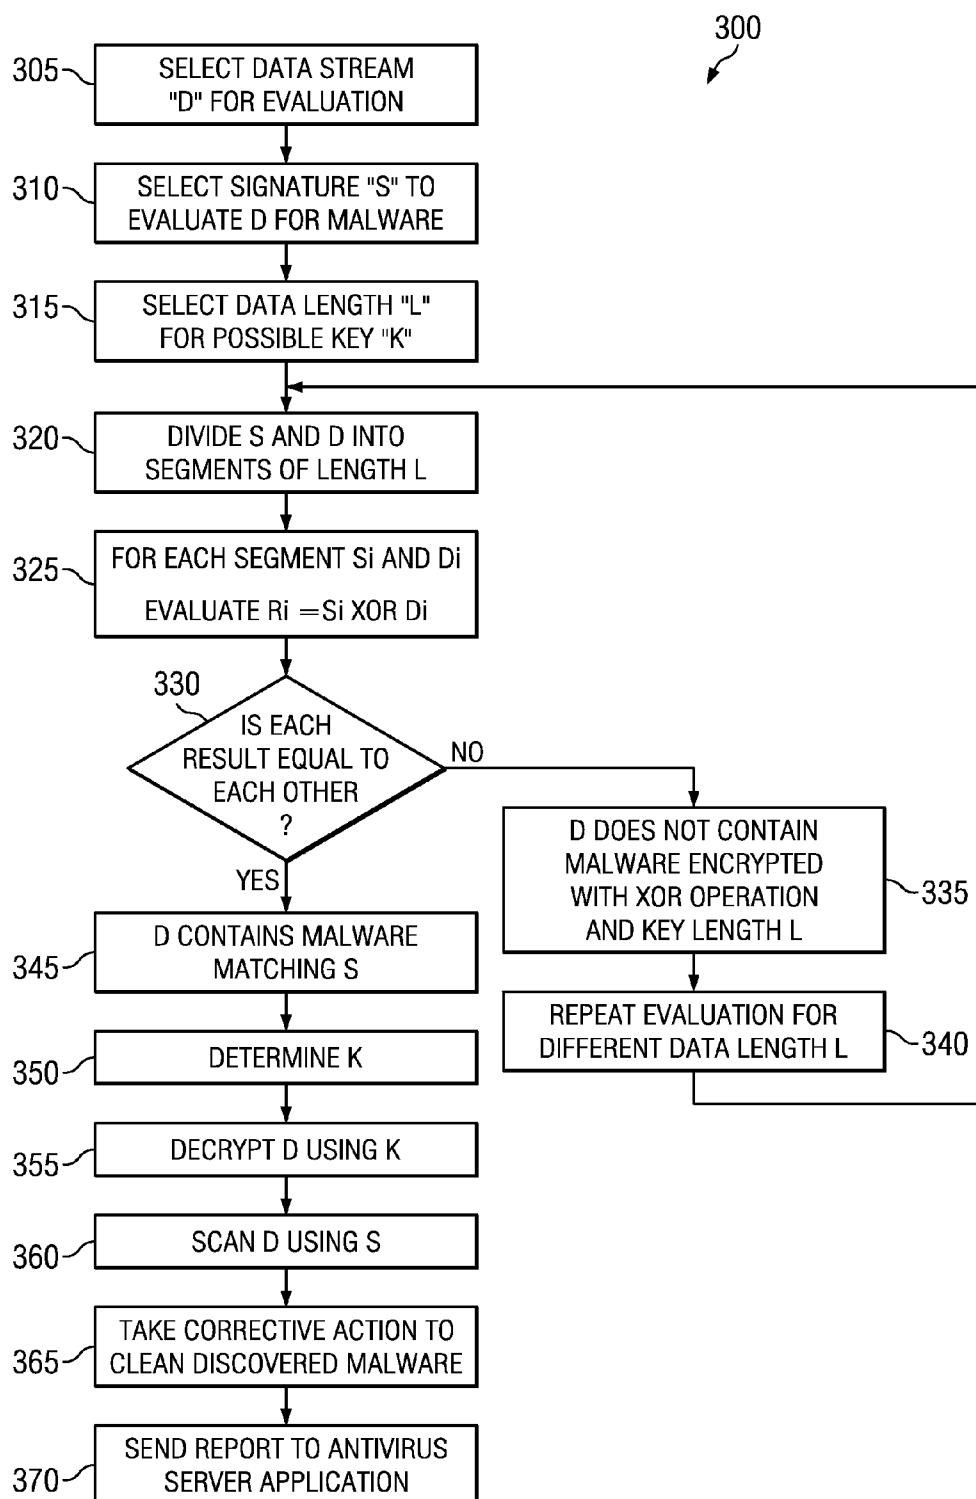 300
305
SELECT DATA STREAM
"D" FOR EVALUATION
310
SELECT SIGNATURE "S" TO
EVALUATE D FOR MALWARE
315
SELECT DATA LENGTH "L"
FOR POSSIBLE KEY "K"
320
DIVIDE S AND D INTO
SEGMENTS OF LENGTH L
325
FOR EACH SEGMENT Si AND Di
EVALUATE Ri =Si XOR Di
330
IS EACH
RESULT EQUAL TO
EACH OTHER
?
NO
YES
D DOES NOT CONTAIN
MALWARE ENCRYPTED
WITH XOR OPERATION
AND KEY LENGTH L
335
REPEAT EVALUATION FOR
DIFFERENT DATA LENGTH L
340
345
D CONTAINS MALWARE
MATCHING S
350
DETERMINE K
355
DECRYPT D USING K
360
SCAN D USING S
365
TAKE CORRECTIVE ACTION TO
CLEAN DISCOVERED MALWARE
370
SEND REPORT TO ANTIVIRUS
SERVER APPLICATION